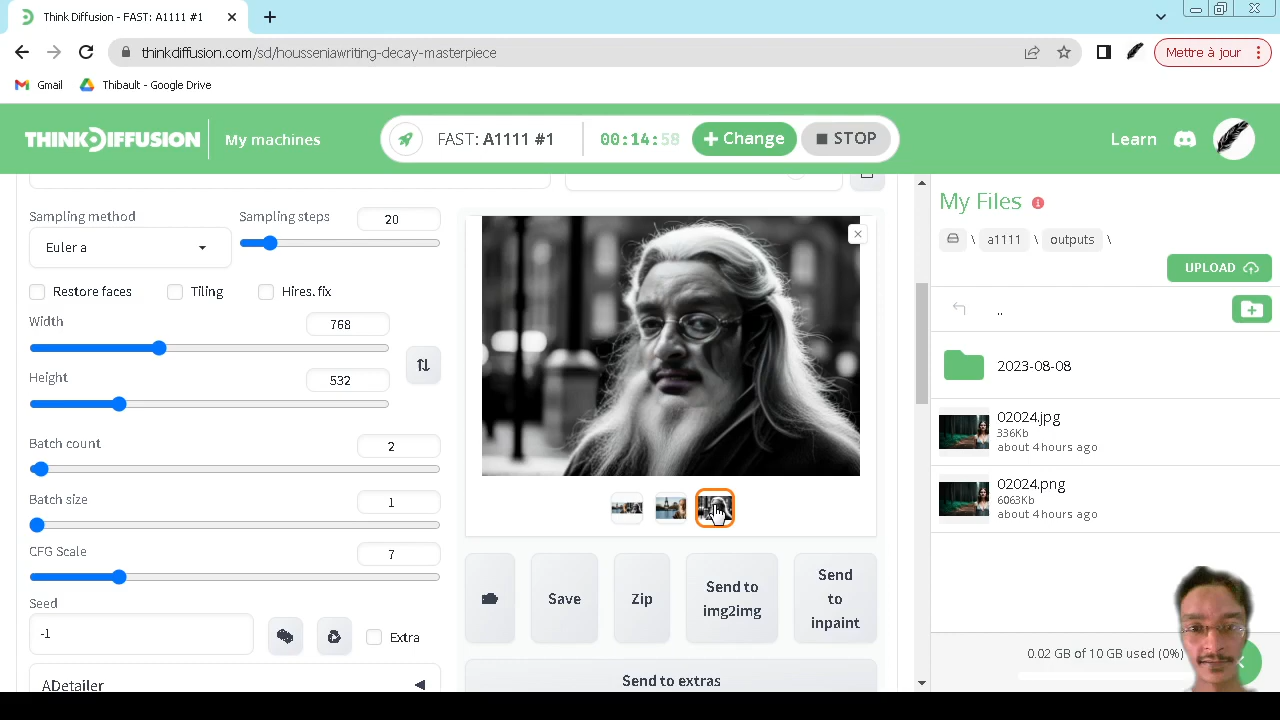 Think Diffusion - FAST: A1111 #1
thinkdiffusion.com/sd/housseniawriting-decay-masterpiece
Mettre à jour
Gmail
Thibault - Google Drive
THINKDIFFUSION
My machines
FAST: A1111 #1
00:14:58
+ Change
STOP
Learn
Sampling method
Sampling steps
20
Euler a
Restore faces
Tiling
Hires. fix
Width
768
Height
532
Batch count
2
Batch size
1
CFG Scale
7
Seed
-1
Extra
ADetailer
Save
Zip
Send to
img2img
Send
to
inpaint
Send to extras
My Files
\ a1111 \ outputs \
UPLOAD
..
2023-08-08
02024.jpg
336Kb
about 4 hours ago
02024.png
6063Kb
about 4 hours ago
0.02 GB of 10 GB used (0%)